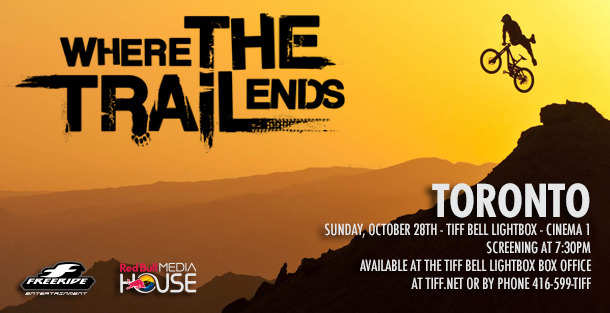 WHERE THE
TRAIL ENDS
TORONTO
SUNDAY, OCTOBER 28TH - TIFF BELL LIGHTBOX - CINEMA 1
SCREENING AT 7:30PM
AVAILABLE AT THE TIFF BELL LIGHTBOX BOX OFFICE
AT TIFF.NET OR BY PHONE 416-599-TIFF
FREERIDE
ENTERTAINMENT
Red Bull MEDIA
HOUSE